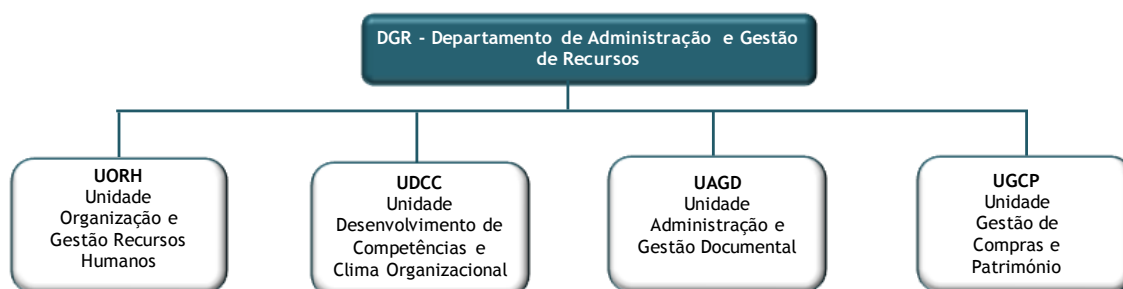 DGR - Departamento de Administração e Gestão
de Recursos
UORH
Unidade
Organização e
Gestão Recursos
Humanos
UDCC
Unidade
Desenvolvimento de
Competências e
Clima Organizacional
UAGD
Unidade
Administração e
Gestão Documental
UGCP
Unidade
Gestão de
Compras e
Património